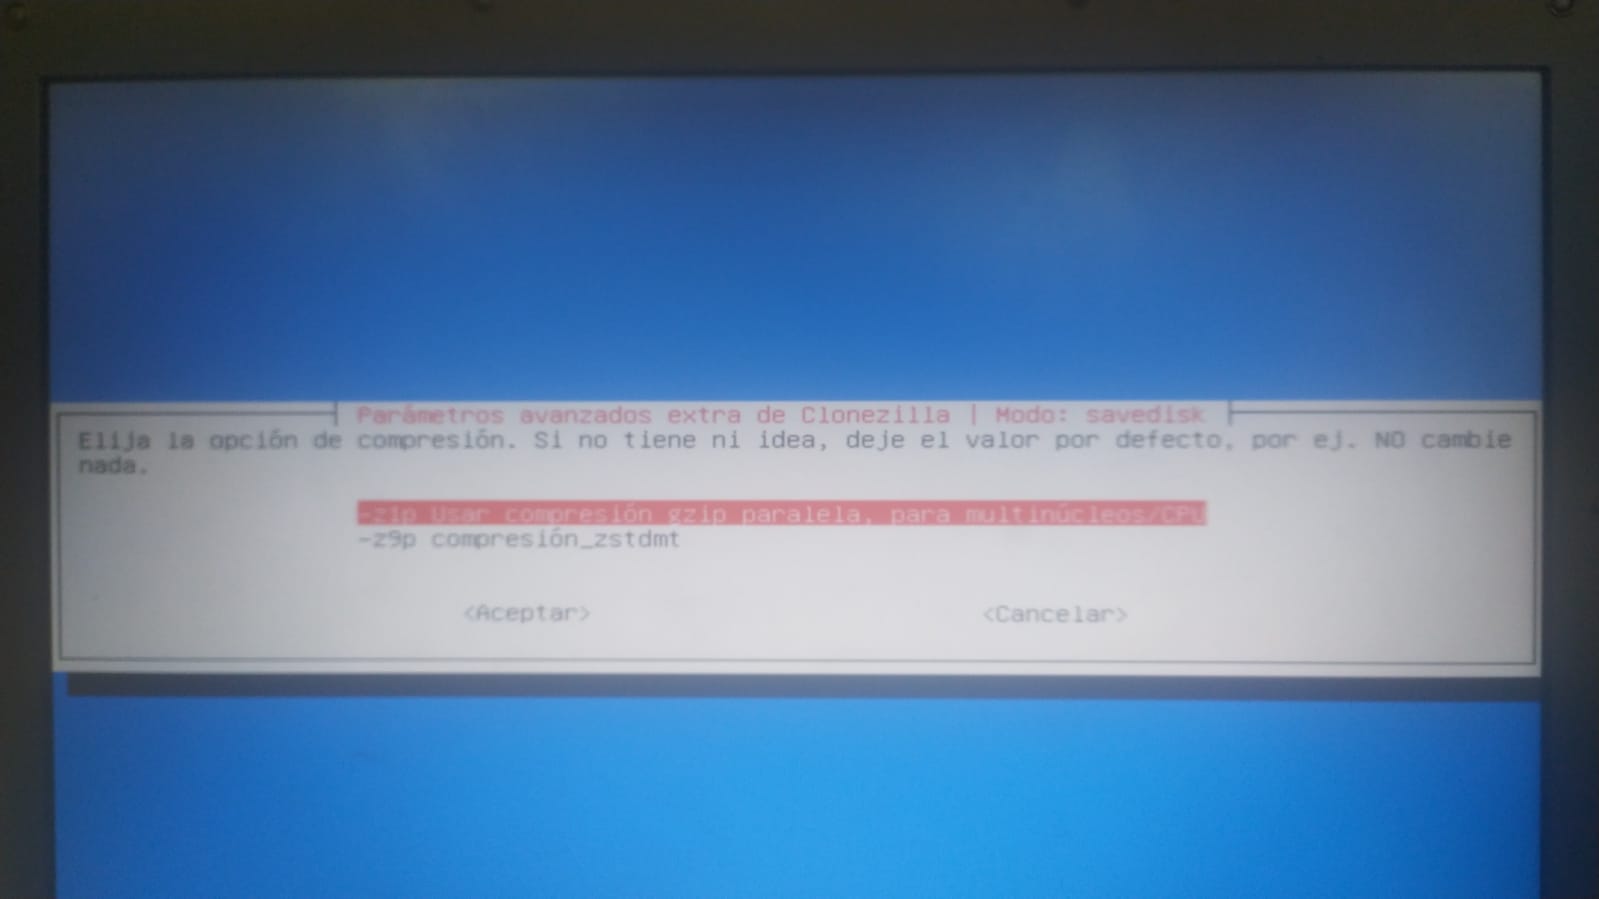 Parámetros avanzados extra de Clonezilla | Modo: savedisk
Elija la opción de compresión. Si no tiene ni idea, deje el valor por defecto, por ej. NO cambie
nada.
-z1p Usar compresión gzip paralela, para multinúcleos/CPU
-z9p compresión_zstdmt
<Aceptar> <Cancelar>